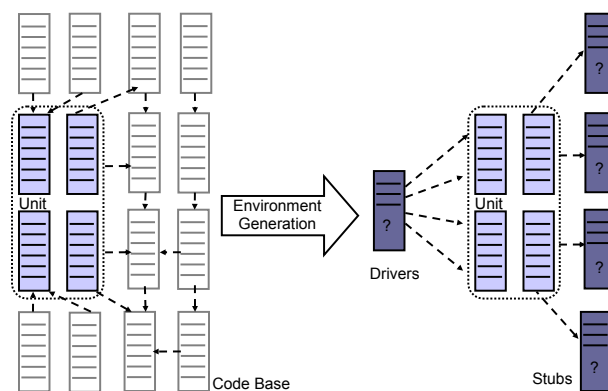 ?
?
Unit
Environment
Generation
Unit
?
Drivers
?
?
Code Base
Stubs